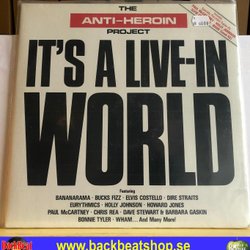 THE
ANTI-HEROIN
PROJECT
IT'S A LIVE-IN
WORLD
Featuring
BANANARAMA · BUCKS FIZZ · ELVIS COSTELLO · DIRE STRAITS
EURYTHMICS · HOLLY JOHNSON · HOWARD JONES
PAUL McCARTNEY · CHRIS REA · DAVE STEWART & BARBARA GASKIN
BONNIE TYLER · WHAM... And Many More!
www.backbeatshop.se